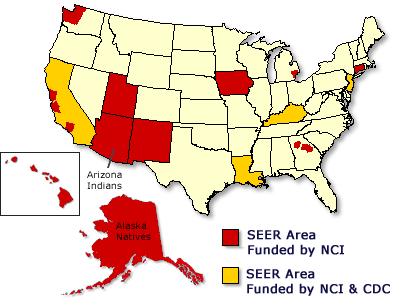 Arizona
Indians
Alaska
Natives
SEER Area
Funded by NCI
SEER Area
Funded by NCI & CDC